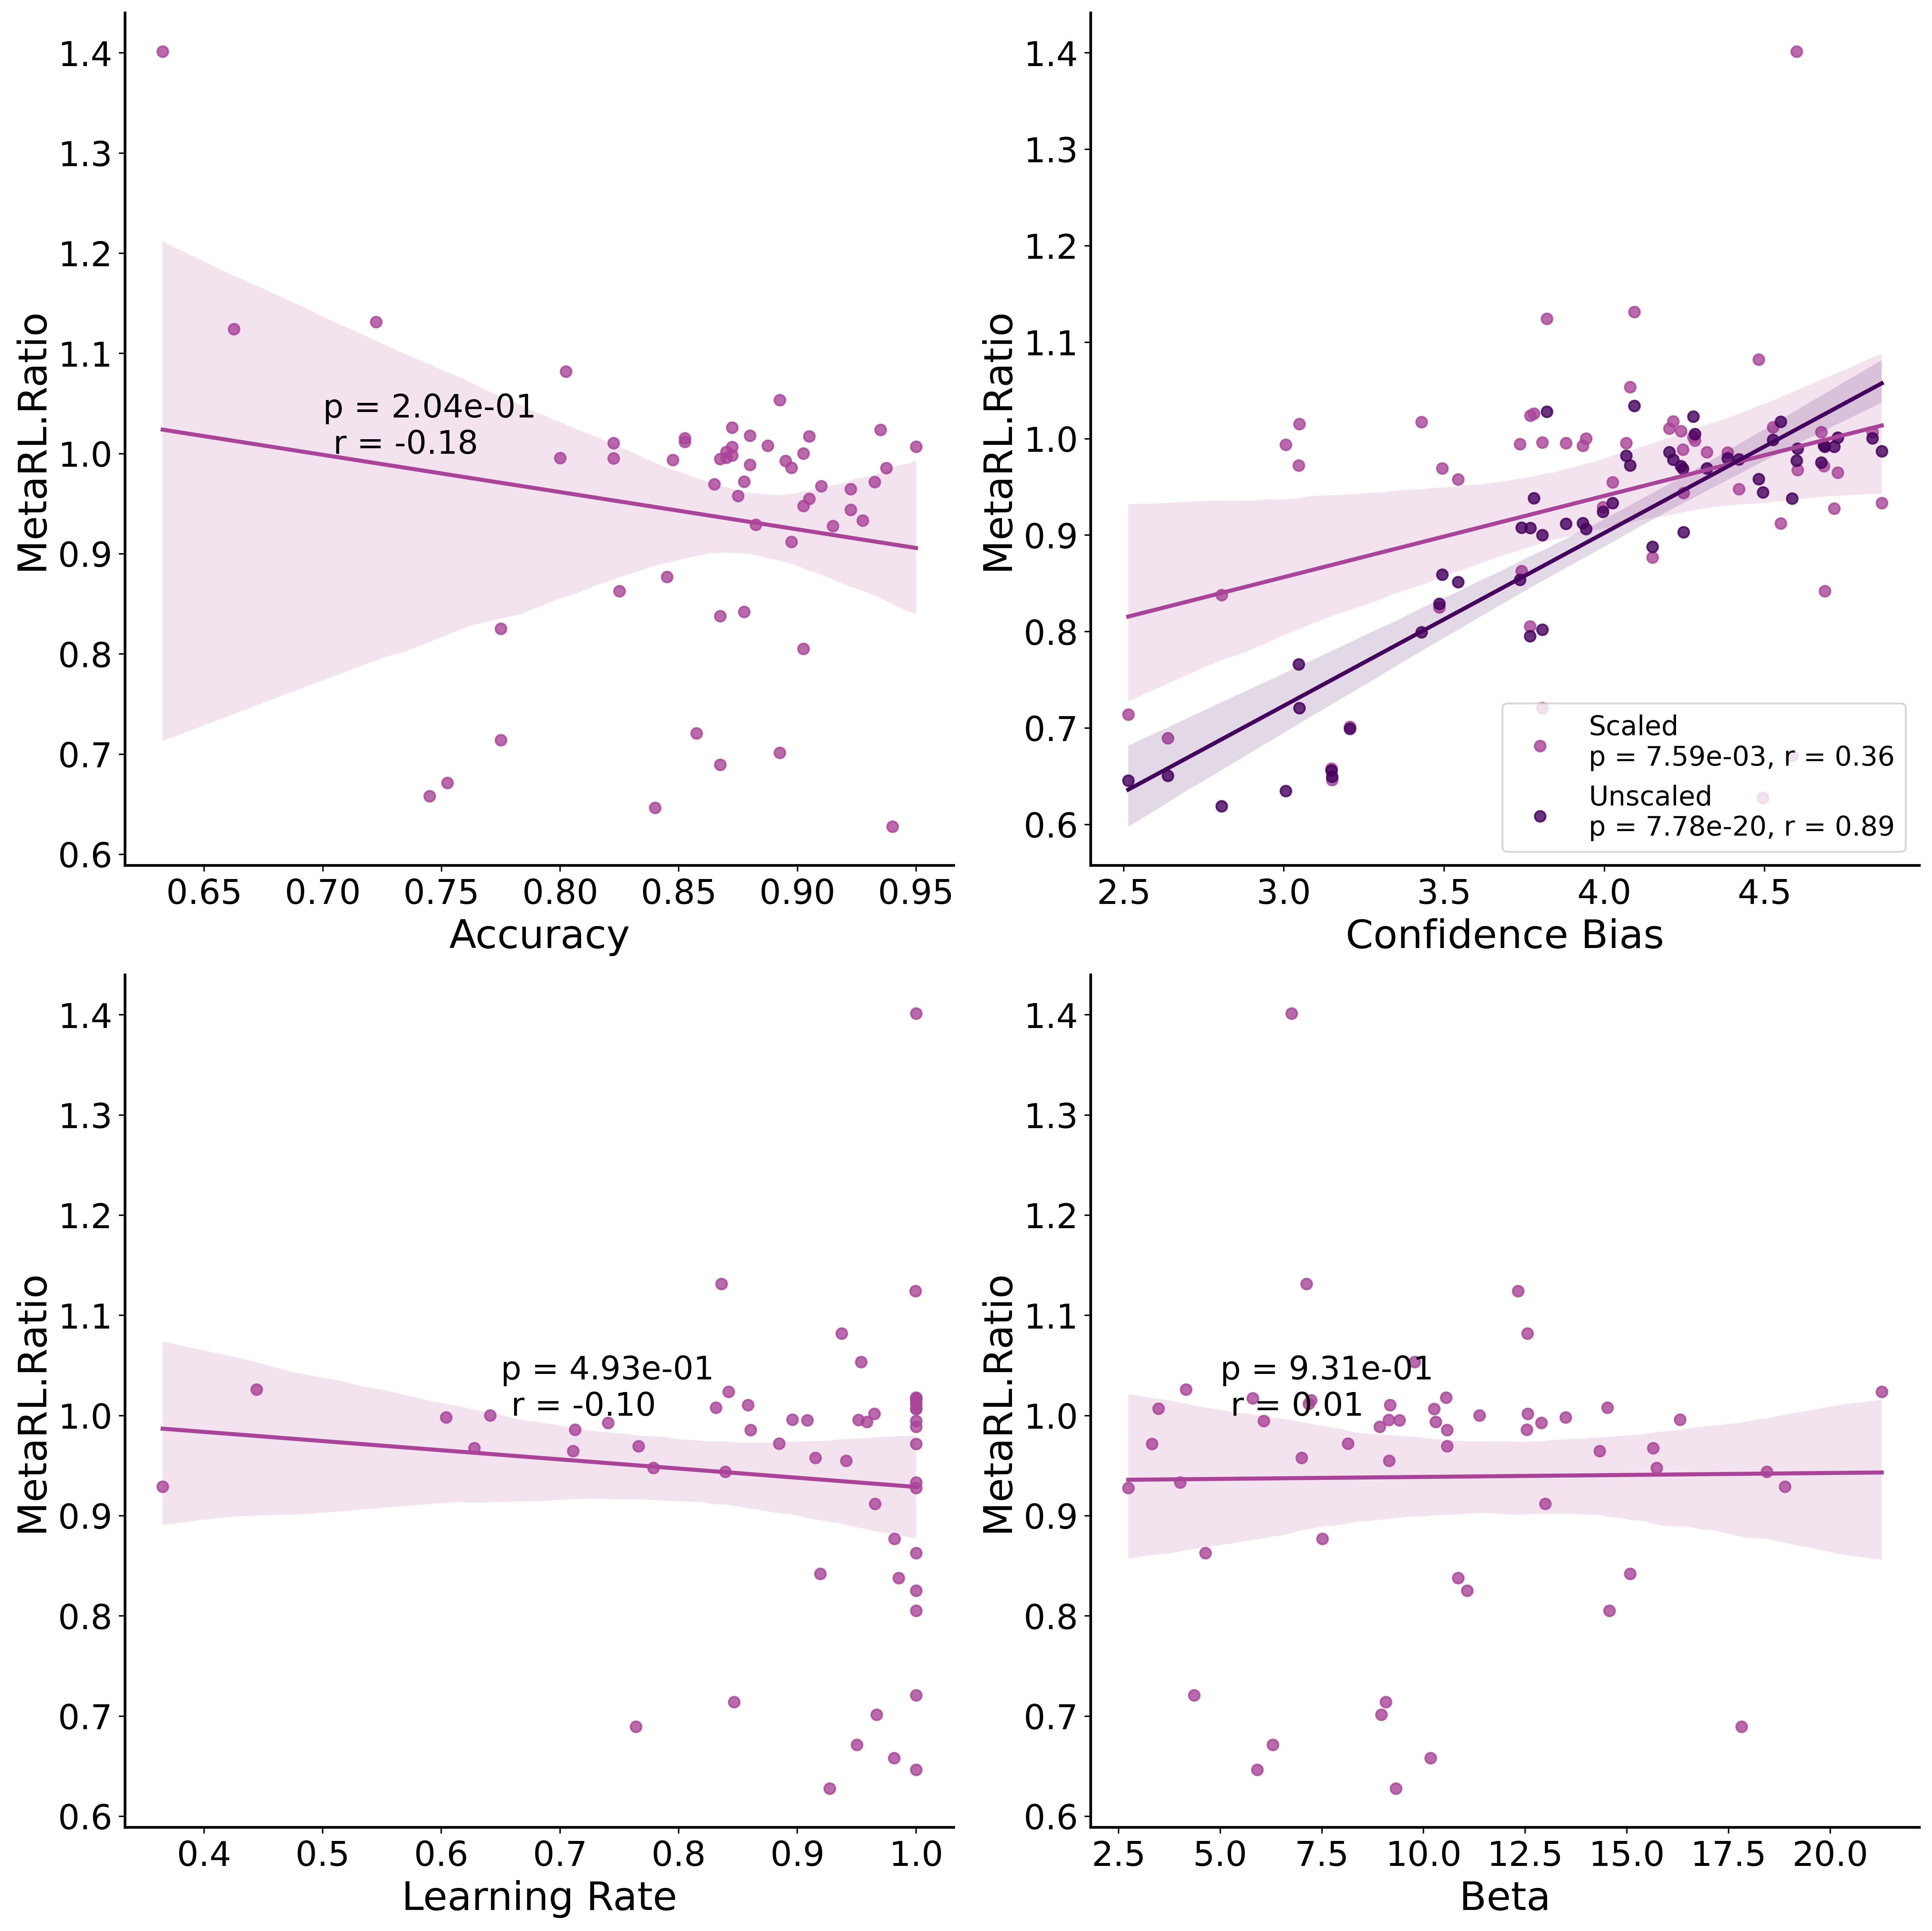 1.4
1.3
1.2
1.1
1.0
0.9
0.8
0.7
0.6
MetaRL.Ratio
p = 2.04e-01
r = -0.18
0.65 0.70 0.75 0.80 0.85 0.90 0.95
Accuracy
1.4
1.3
1.2
1.1
1.0
0.9
0.8
0.7
0.6
MetaRL.Ratio
Scaled
p = 7.59e-03, r = 0.36
Unscaled
p = 7.78e-20, r = 0.89
2.5 3.0 3.5 4.0 4.5
Confidence Bias
1.4
1.3
1.2
1.1
1.0
0.9
0.8
0.7
0.6
MetaRL.Ratio
p = 4.93e-01
r = -0.10
0.4 0.5 0.6 0.7 0.8 0.9 1.0
Learning Rate
1.4
1.3
1.2
1.1
1.0
0.9
0.8
0.7
0.6
MetaRL.Ratio
p = 9.31e-01
r = 0.01
2.5 5.0 7.5 10.0 12.5 15.0 17.5 20.0
Beta